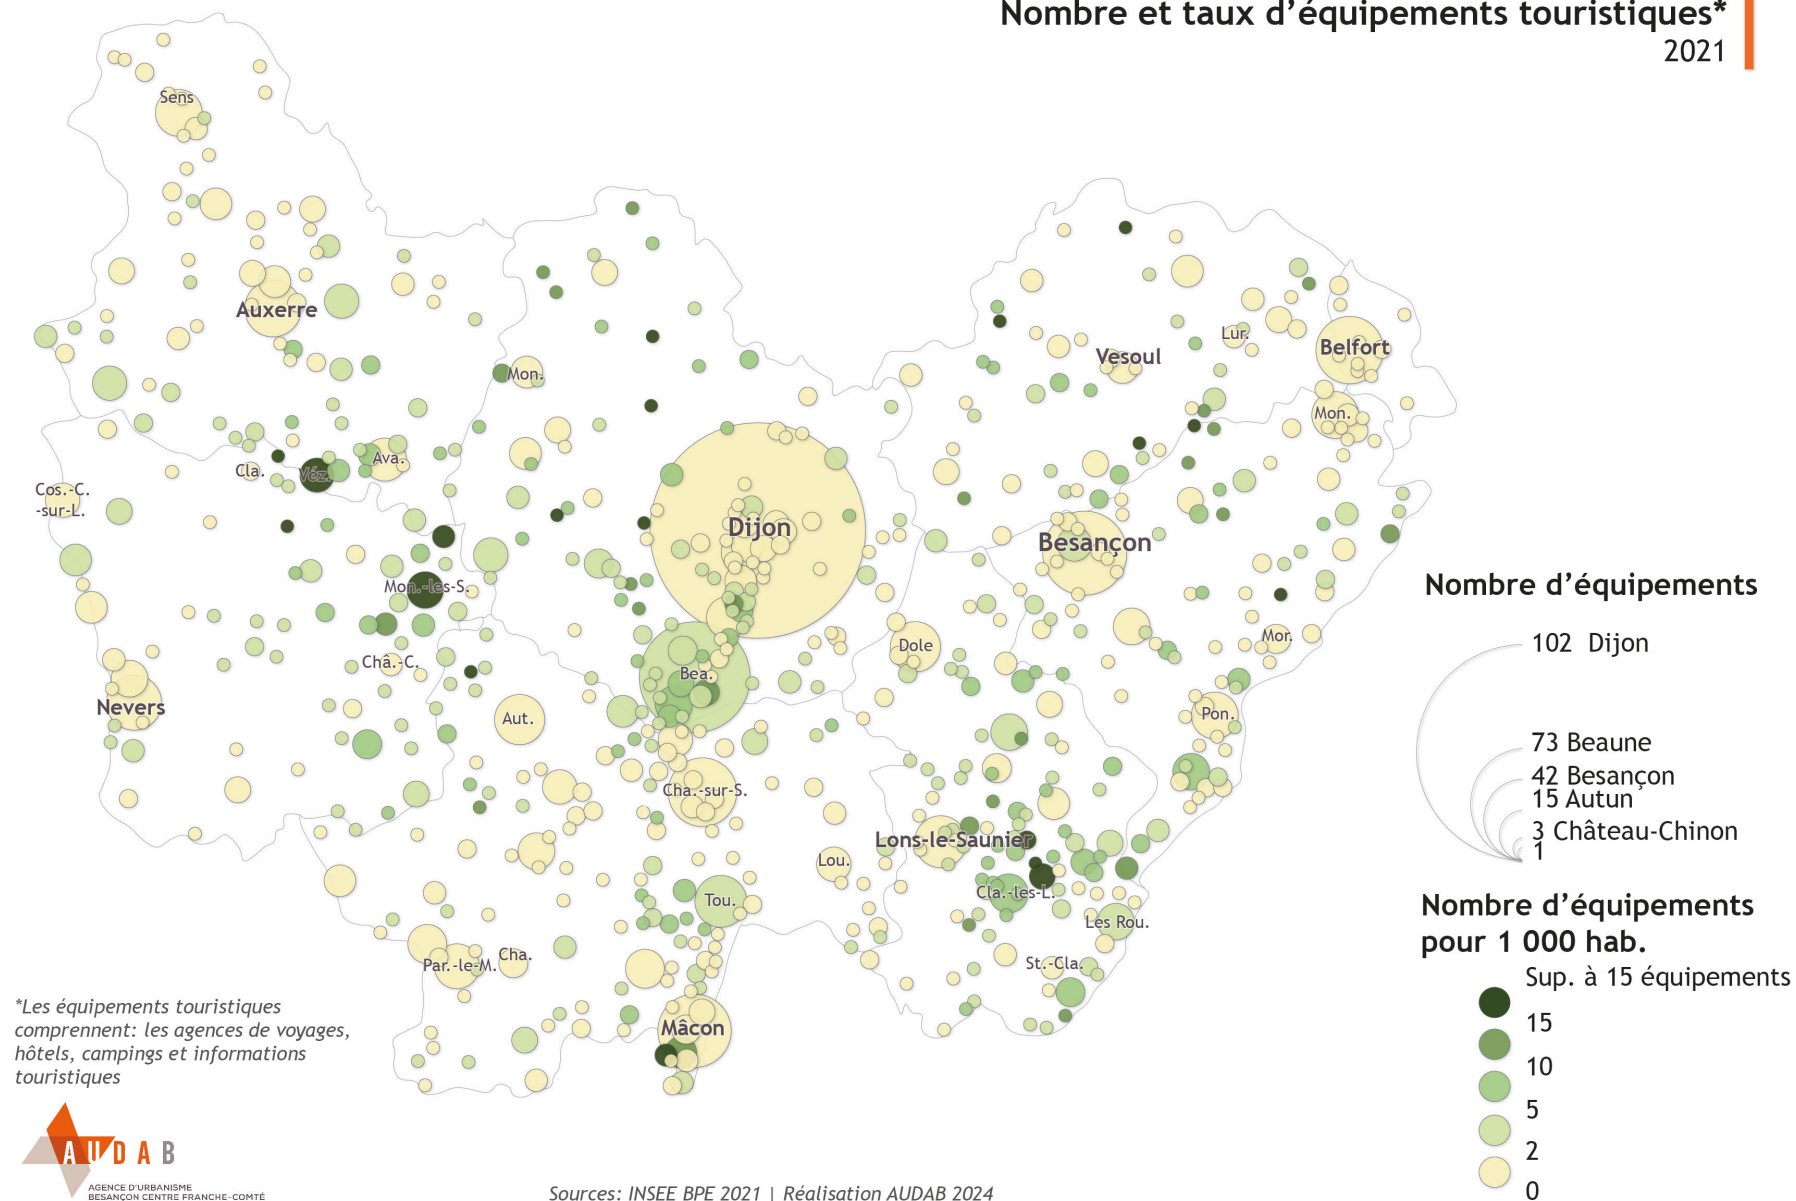 Nombre et taux d’équipements touristiques*
2021
Sens
Auxerre
Mon.
Vesoul
Lur.
Belfort
Mon.
Cla.
Véz.
Ava.
Cos.-C.
-sur-L.
Dijon
Besançon
Mon.-les-S.
Châ.-C.
Dole
Mor.
Nevers
Bea.
Aut.
Pon.
Cha.-sur-S.
Lons-le-Saunier
Lou.
Cla.-les-L.
Tou.
Les Rou.
Par.-le-M.
Cha.
St.-Cla.
Mâcon
Nombre d’équipements
102 Dijon
73 Beaune
42 Besançon
15 Autun
3 Château-Chinon
1
Nombre d’équipements
pour 1 000 hab.
Sup. à 15 équipements
15
10
5
2
0
*Les équipements touristiques
comprennent: les agences de voyages,
hôtels, campings et informations
touristiques
AUDAB
AGENCE D'URBANISME
BESANÇON CENTRE FRANCHE-COMTÉ
Sources: INSEE BPE 2021 | Réalisation AUDAB 2024